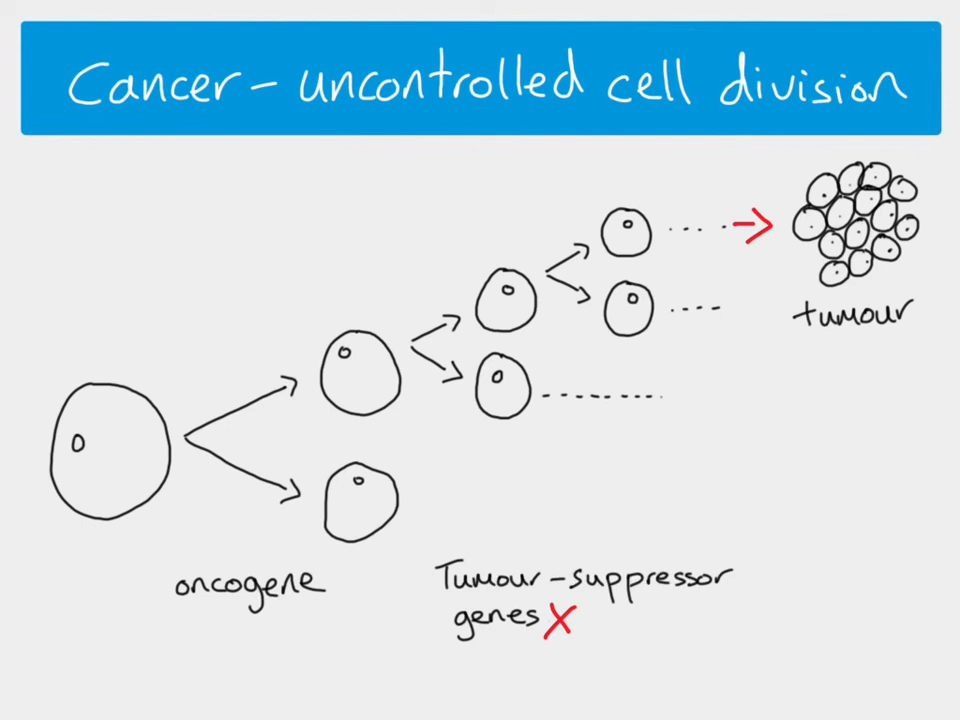 Cancer - uncontrolled cell division
tumour
oncogene
Tumour-suppressor
genes X